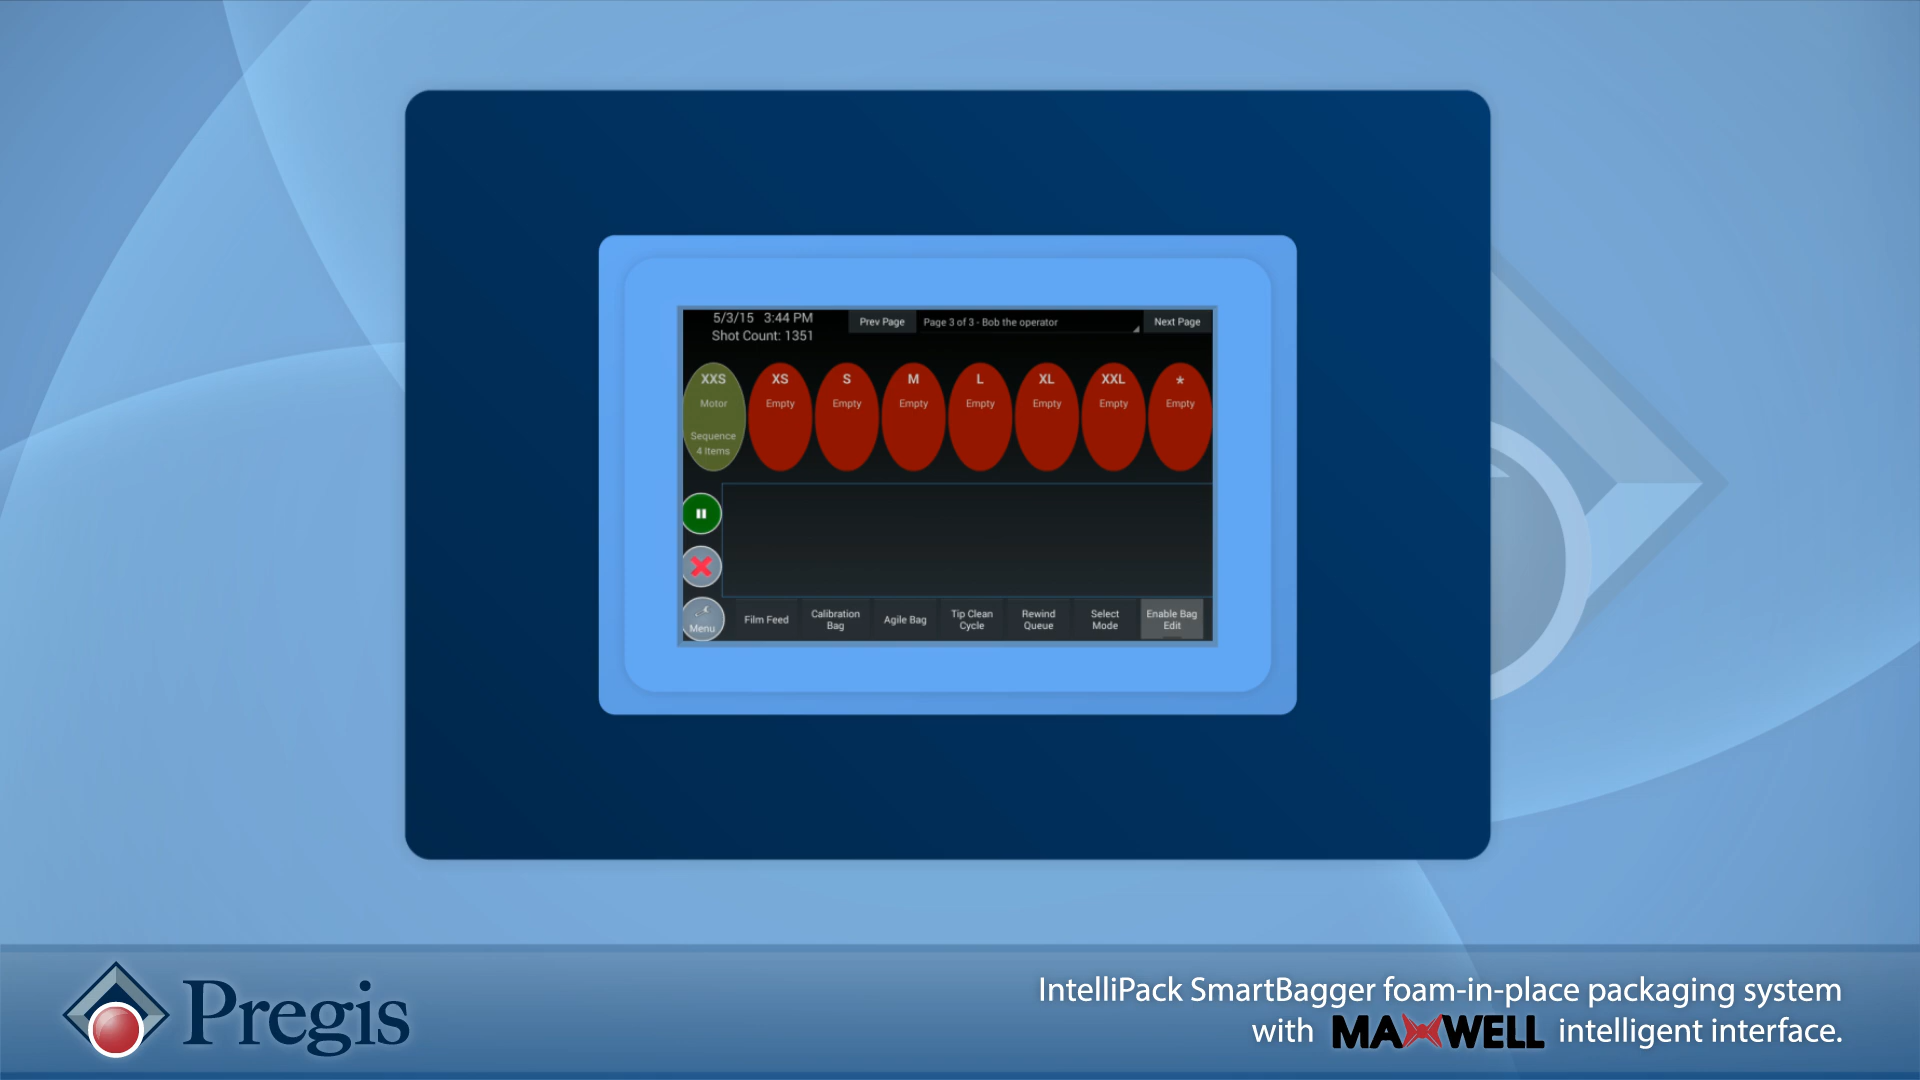 5/3/15 3:44 PM
Shot Count: 1351
Prev Page
Page 3 of 3 - Bob the operator
Next Page
XXS
Motor
Sequence
4 Items
XS
Empty
S
Empty
M
Empty
L
Empty
XL
Empty
XXL
Empty
*
Empty
Menu
Film Feed
Calibration
Bag
Agile Bag
Tip Clean
Cycle
Rewind
Queue
Select
Mode
Enable Bag
Edit
Pregis
IntelliPack SmartBagger foam-in-place packaging system
with MAXWELL intelligent interface.